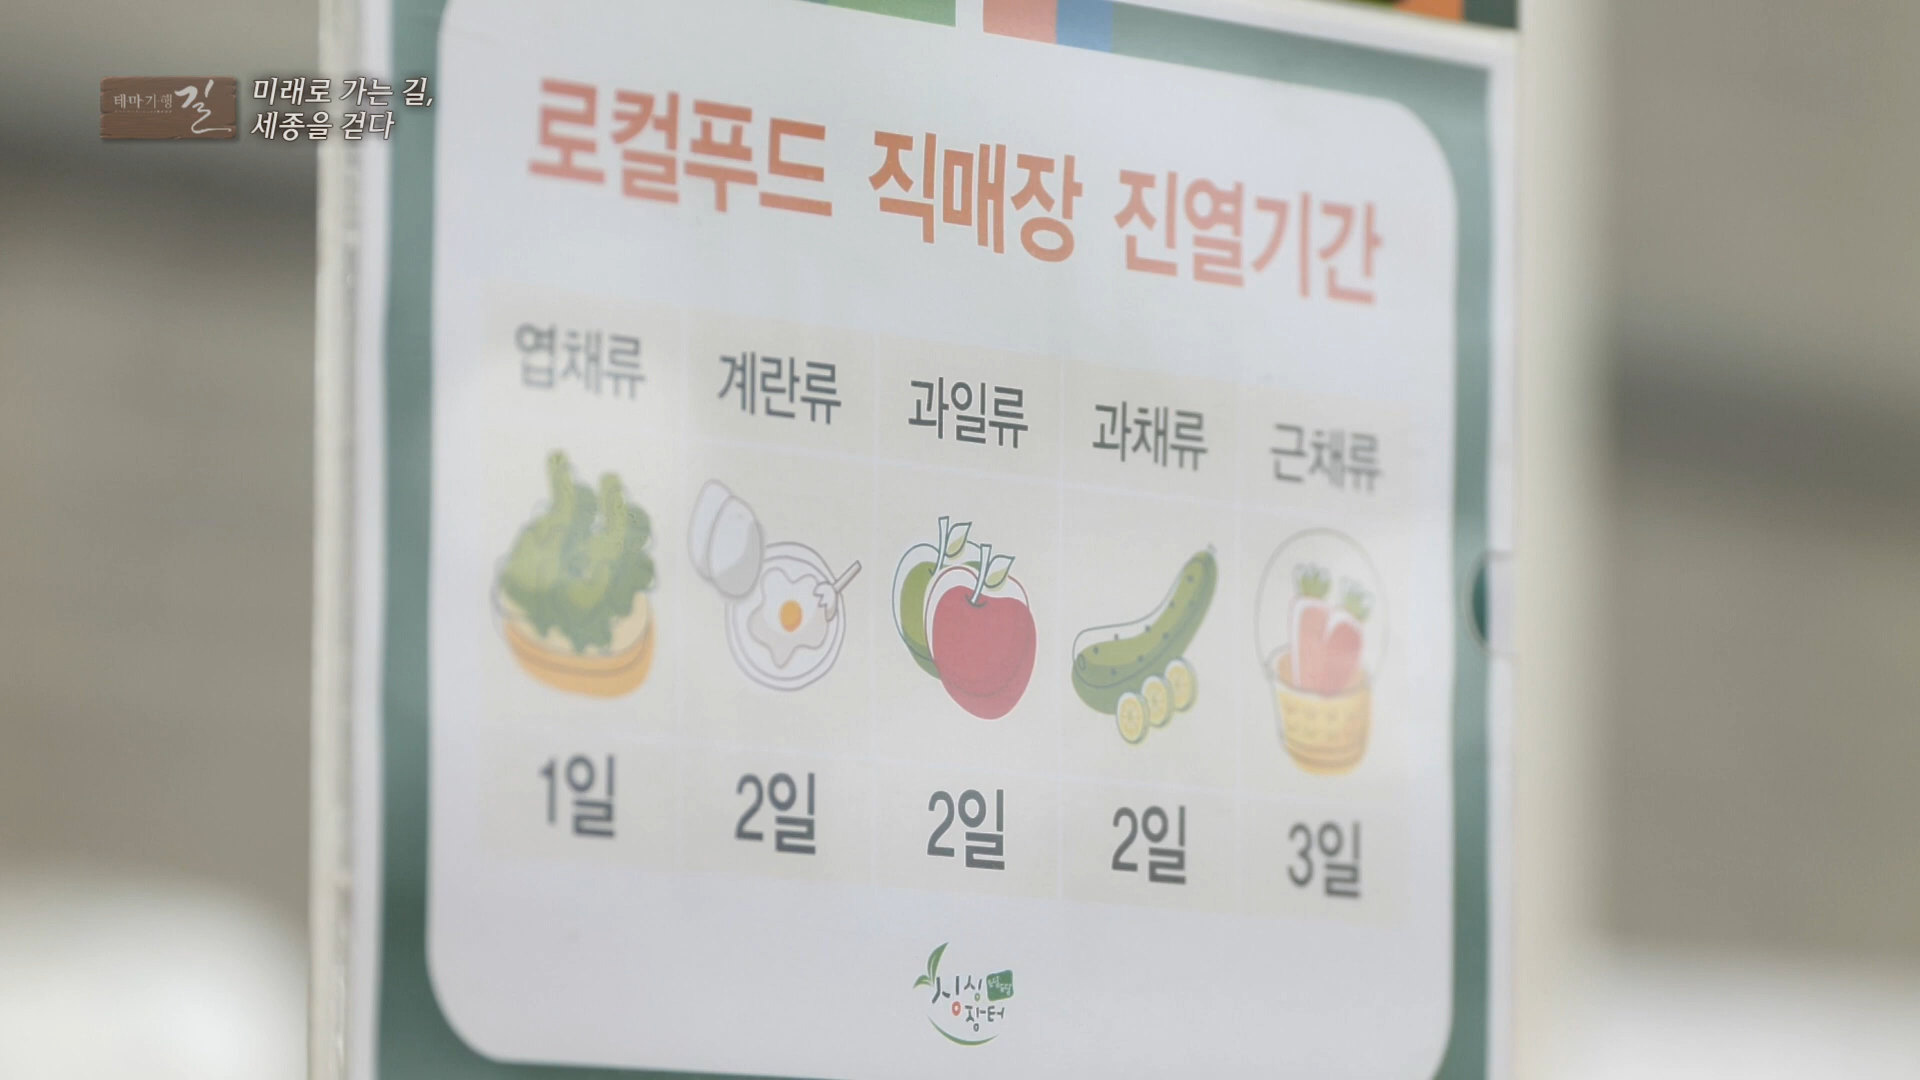 테마기행 길
미래로 가는 길,
세종을 걷다
로컬푸드 직매장 진열기간
엽채류 계란류 과일류 과채류 근채류
1일 2일 2일 2일 3일
싱싱
장터